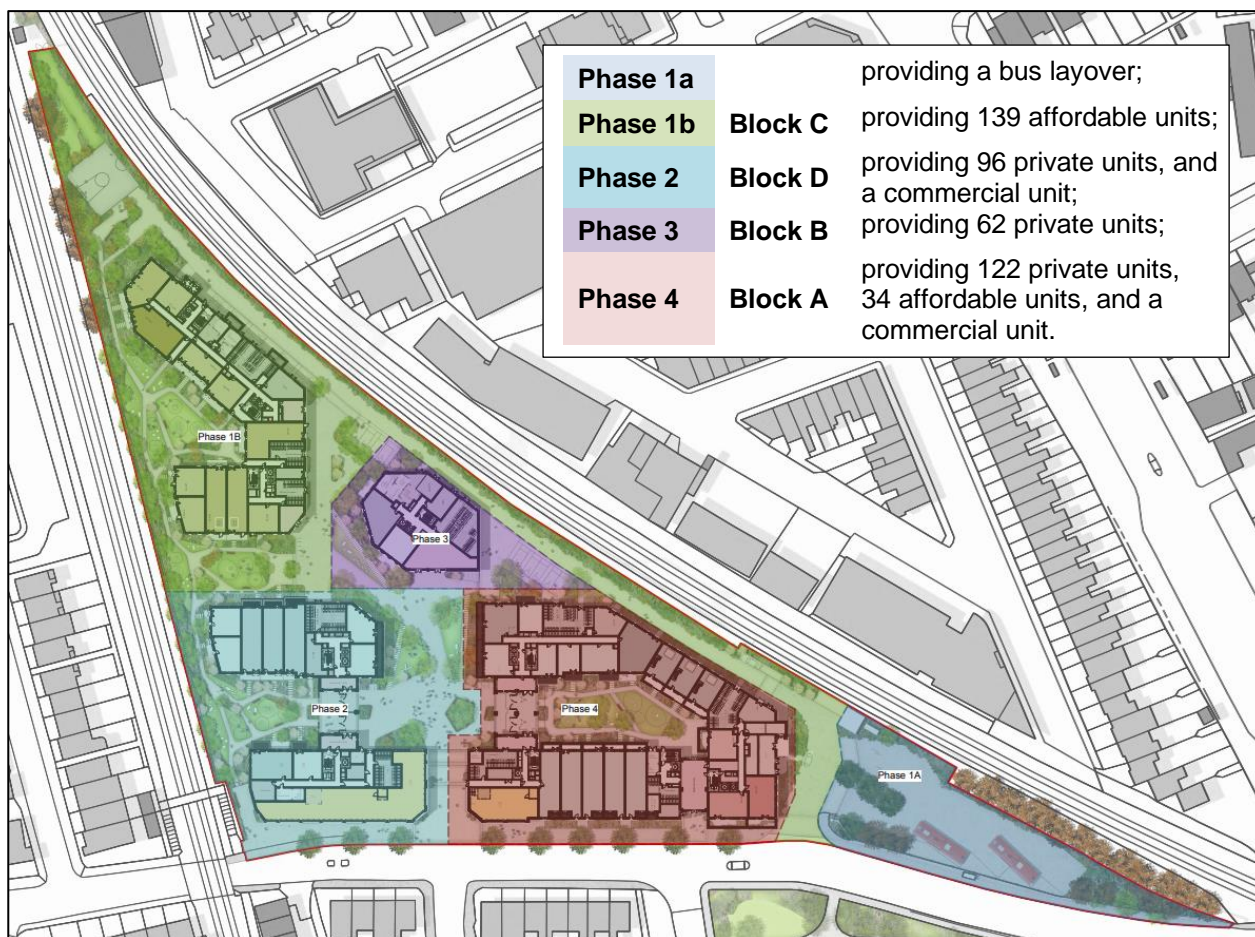 Phase 1a providing a bus layover;
Phase 1b Block C providing 139 affordable units;
Phase 2 Block D providing 96 private units, and
a commercial unit;
Phase 3 Block B providing 62 private units;
Phase 4 Block A providing 122 private units,
34 affordable units, and a
commercial unit.
Phase 1B
Phase 3
Phase 2
Phase 4
Phase 1A